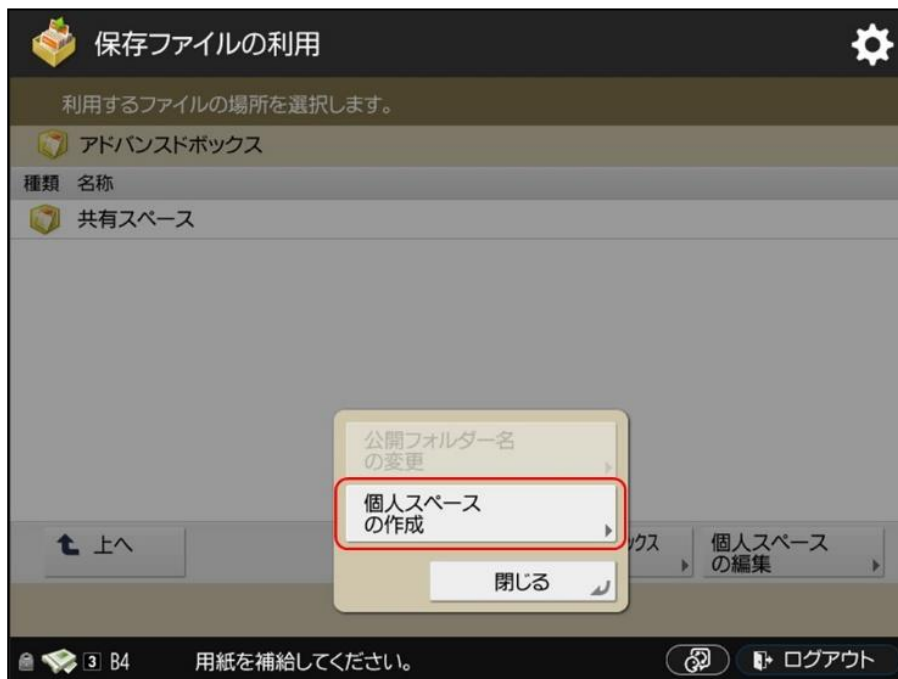 保存ファイルの利用
利用するファイルの場所を選択します。
アドバンスドボックス
種類 名称
共有スペース
公開フォルダー名
の変更
個人スペース
の作成
上へ
ックス
個人スペース
の編集
閉じる
3 B4 用紙を補給してください。 ログアウト